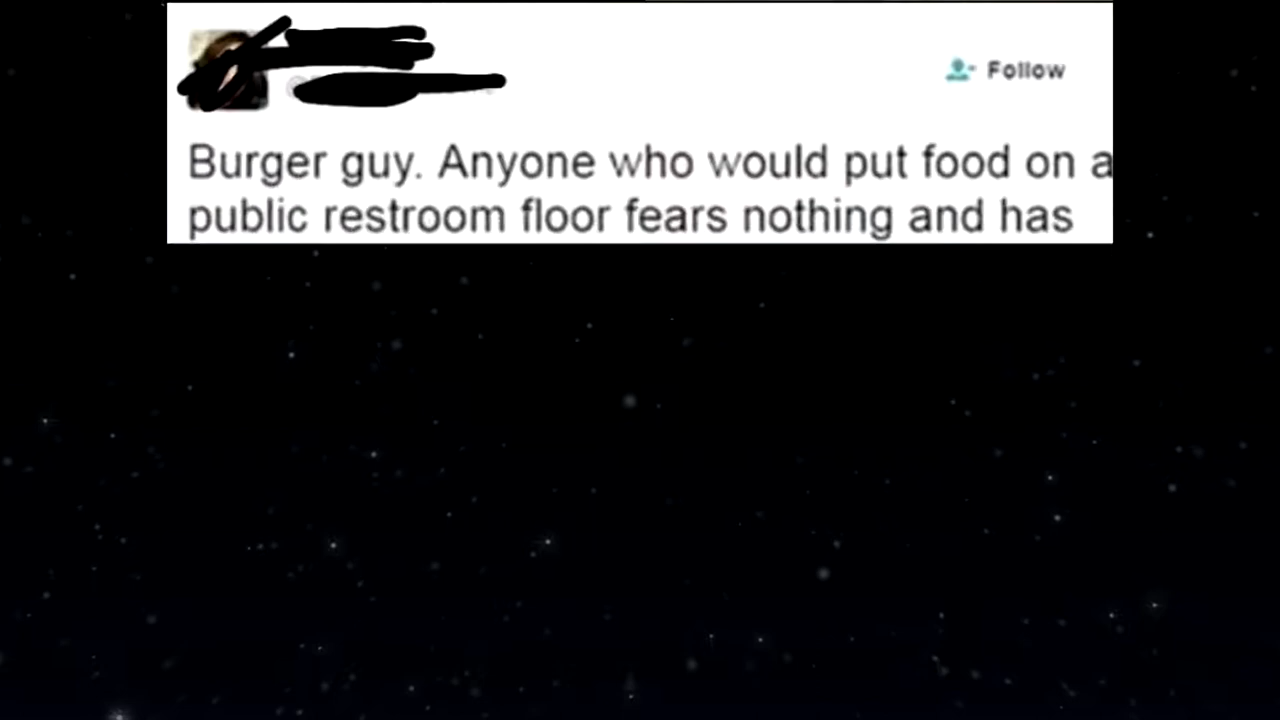 Follow
Burger guy. Anyone who would put food on a
public restroom floor fears nothing and has